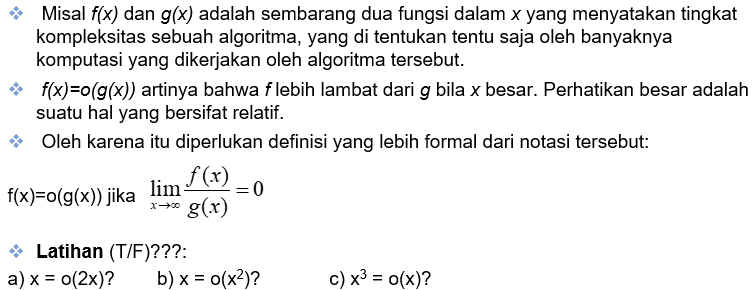 ❖ Misal f(x) dan g(x) adalah sembarang dua fungsi dalam x yang menyatakan tingkat
kompleksitas sebuah algoritma, yang di tentukan tentu saja oleh banyaknya
komputasi yang dikerjakan oleh algoritma tersebut.
❖ f(x)=o(g(x)) artinya bahwa f lebih lambat dari g bila x besar. Perhatikan besar adalah
suatu hal yang bersifat relatif.
❖ Oleh karena itu diperlukan definisi yang lebih formal dari notasi tersebut:
f(x)=o(g(x)) jika lim x→∞ f(x)/g(x) = 0
❖ Latihan (T/F)???:
a) x = o(2x)? b) x = o(x²)? c) x³ = o(x)?